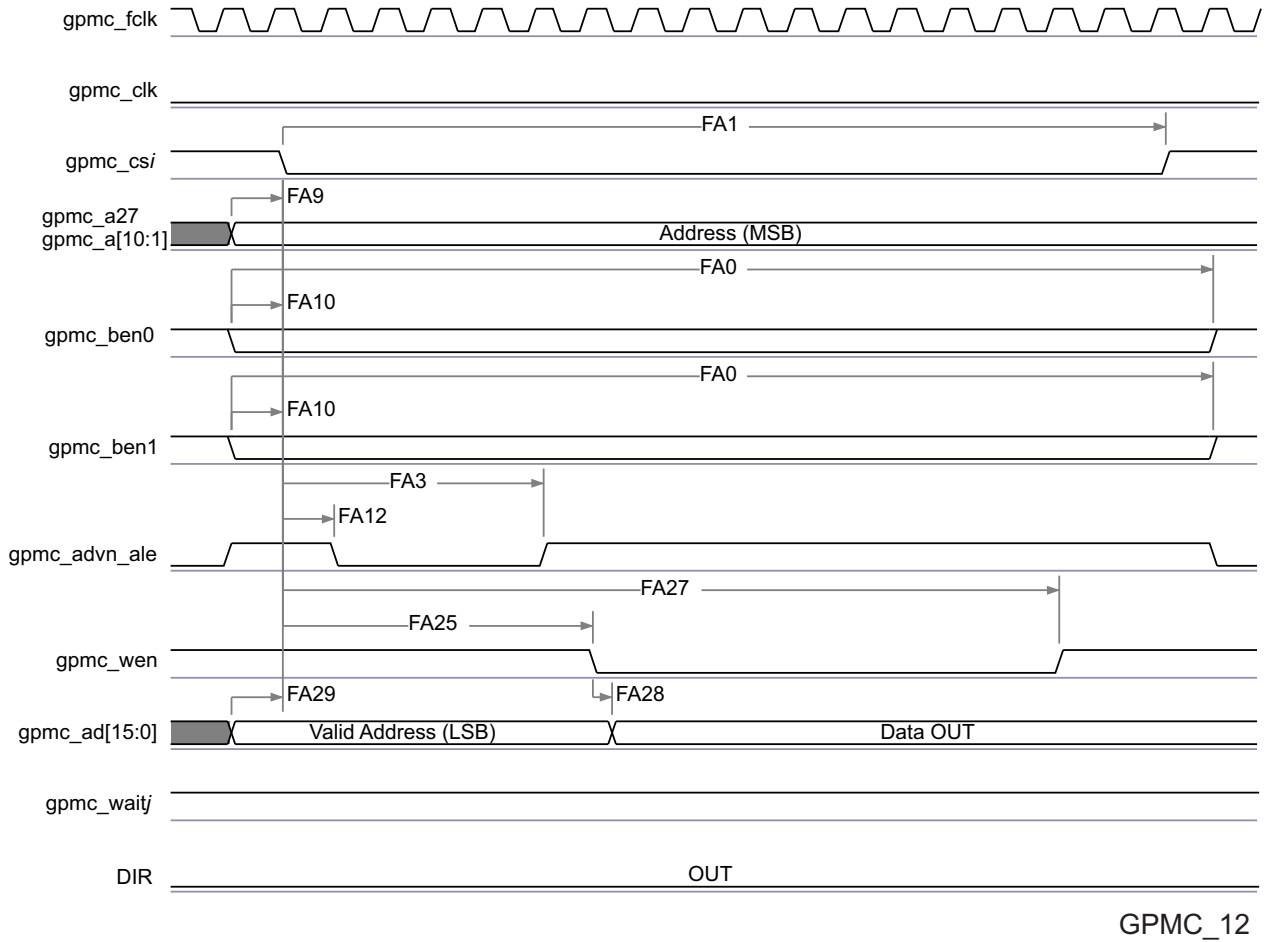 gpmc_fclk
gpmc_clk
FA1
gpmc_csi
FA9
gpmc_a27
gpmc_a[10:1]
Address (MSB)
FA0
FA10
gpmc_ben0
FA0
FA10
gpmc_ben1
FA3
FA12
gpmc_advn_ale
FA27
FA25
gpmc_wen
FA29
FA28
gpmc_ad[15:0]
Valid Address (LSB)
Data OUT
gpmc_waitj
DIR
OUT
GPMC_12